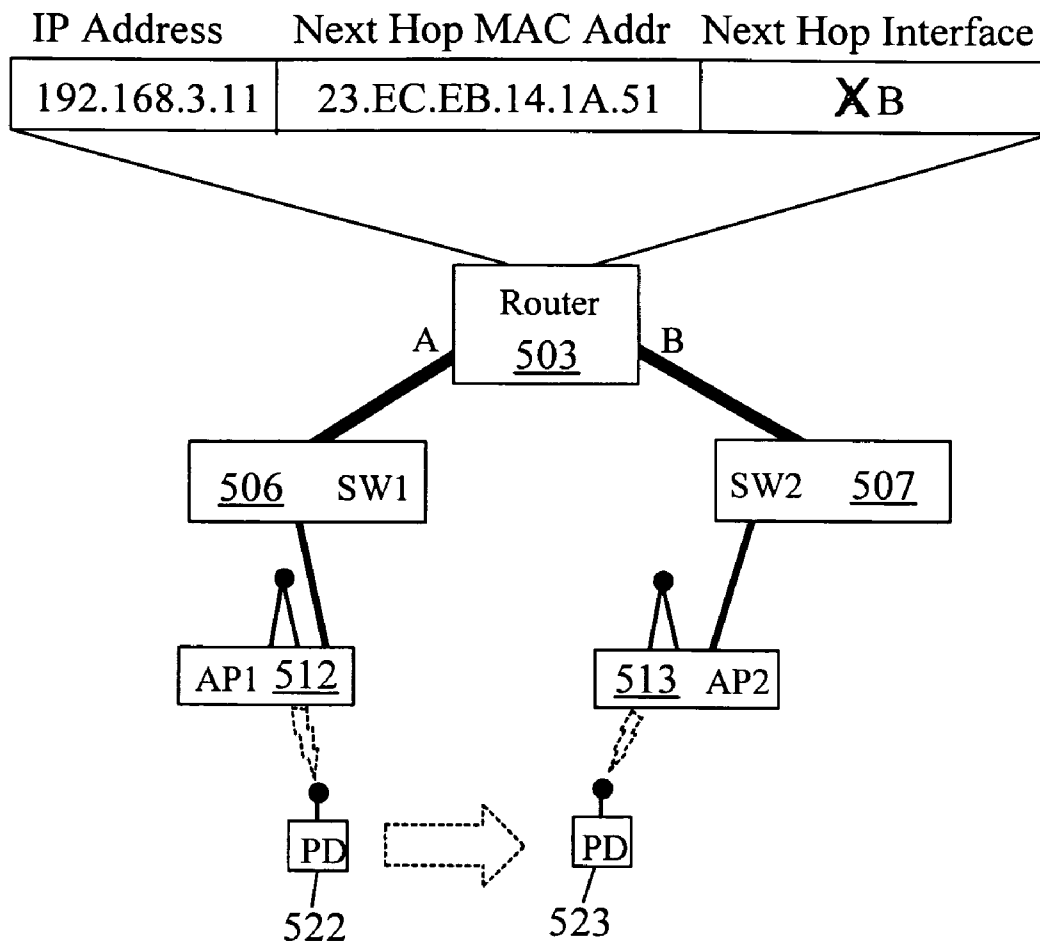 IP Address Next Hop MAC Addr Next Hop Interface
192.168.3.11 23.EC.EB.14.1A.51 B
Router
503
A B
506 SW1 SW2 507
AP1 512 513 AP2
PD PD
522 523